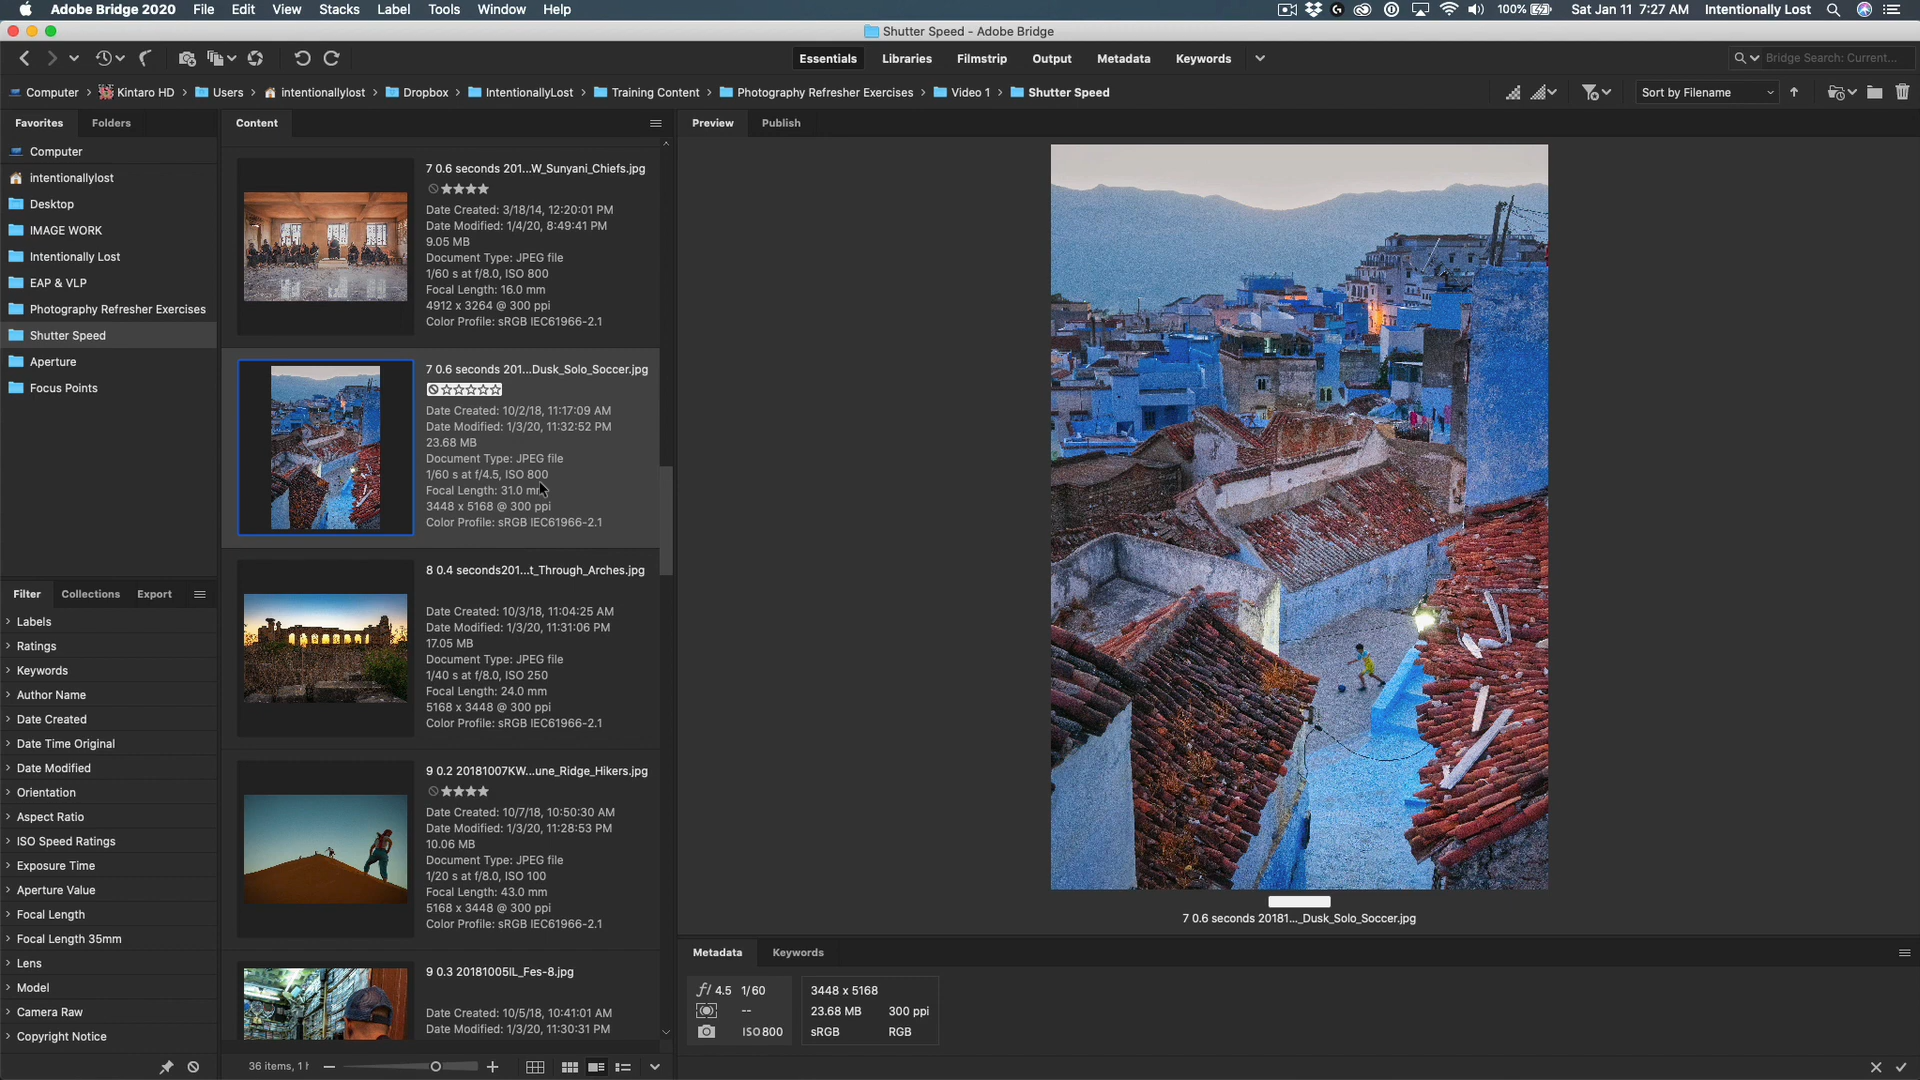 Adobe Bridge 2020 File Edit View Stacks Label Tools Window Help 100% Sat Jan 11 7:27 AM Intentionally Lost
Shutter Speed - Adobe Bridge
Essentials Libraries Filmstrip Output Metadata Keywords Bridge Search: Current...
Computer Kintaro HD Users intentionallylost Dropbox IntentionallyLost Training Content Photography Refresher Exercises Video 1 Shutter Speed Sort by Filename
Favorites Folders
Computer
intentionallylost
Desktop
IMAGE WORK
Intentionally Lost
EAP & VLP
Photography Refresher Exercises
Shutter Speed
Aperture
Focus Points
Filter Collections Export
Labels
Ratings
Keywords
Author Name
Date Created
Date Time Original
Date Modified
Orientation
Aspect Ratio
ISO Speed Ratings
Exposure Time
Aperture Value
Focal Length
Focal Length 35mm
Lens
Model
Camera Raw
Copyright Notice
Content
7 0.6 seconds 201...W_Sunyani_Chiefs.jpg
Date Created: 3/18/14, 12:20:01 PM
Date Modified: 1/4/20, 8:49:41 PM
9.05 MB
Document Type: JPEG file
1/60 s at f/8.0, ISO 800
Focal Length: 16.0 mm
4912 x 3264 @ 300 ppi
Color Profile: sRGB IEC61966-2.1
7 0.6 seconds 201...Dusk_Solo_Soccer.jpg
Date Created: 10/2/18, 11:17:09 AM
Date Modified: 1/3/20, 11:32:52 PM
23.68 MB
Document Type: JPEG file
1/60 s at f/4.5, ISO 800
Focal Length: 31.0 mm
3448 x 5168 @ 300 ppi
Color Profile: sRGB IEC61966-2.1
8 0.4 seconds201...t_Through_Arches.jpg
Date Created: 10/3/18, 11:04:25 AM
Date Modified: 1/3/20, 11:31:06 PM
17.05 MB
Document Type: JPEG file
1/40 s at f/8.0, ISO 250
Focal Length: 24.0 mm
5168 x 3448 @ 300 ppi
Color Profile: sRGB IEC61966-2.1
9 0.2 20181007KW...une_Ridge_Hikers.jpg
Date Created: 10/7/18, 10:50:30 AM
Date Modified: 1/3/20, 11:28:53 PM
10.06 MB
Document Type: JPEG file
1/20 s at f/8.0, ISO 100
Focal Length: 43.0 mm
5168 x 3448 @ 300 ppi
Color Profile: sRGB IEC61966-2.1
9 0.3 20181005IL_Fes-8.jpg
Date Created: 10/5/18, 10:41:01 AM
Date Modified: 1/3/20, 11:30:31 PM
36 items, 1 h
Preview Publish
7 0.6 seconds 20181..._Dusk_Solo_Soccer.jpg
Metadata Keywords
f/ 4.5 1/60 3448 x 5168
-- 23.68 MB 300 ppi
ISO800 sRGB RGB